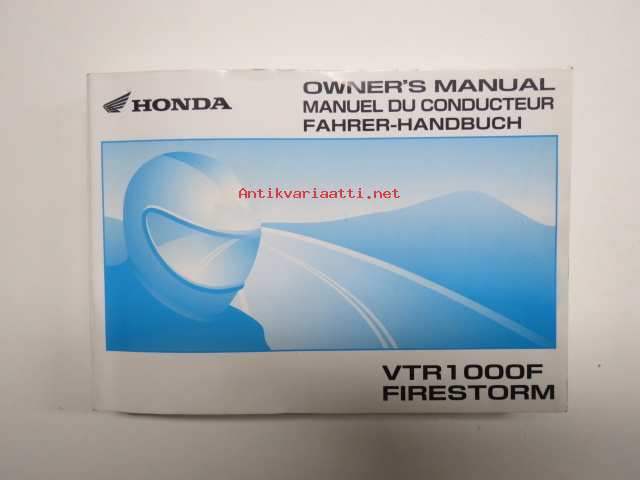 HONDA
OWNER'S MANUAL
MANUEL DU CONDUCTEUR
FAHRER-HANDBUCH
Antikvariaatti.net
VTR1000F
FIRESTORM